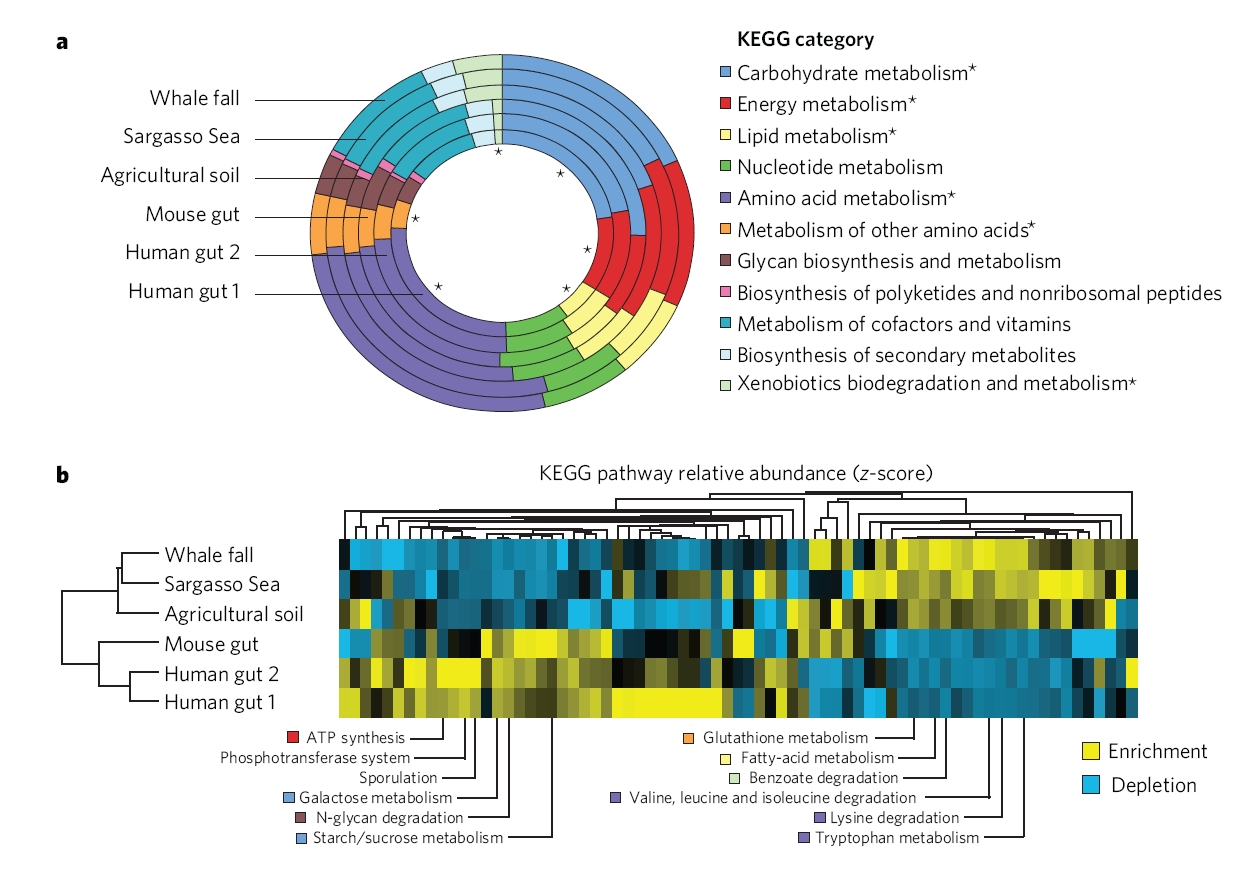 a
KEGG category
Whale fall
Sargasso Sea
Agricultural soil
Mouse gut
Human gut 2
Human gut 1
*
*
*
*
*
*
Carbohydrate metabolism*
Energy metabolism*
Lipid metabolism*
Nucleotide metabolism
Amino acid metabolism*
Metabolism of other amino acids*
Glycan biosynthesis and metabolism
Biosynthesis of polyketides and nonribosomal peptides
Metabolism of cofactors and vitamins
Biosynthesis of secondary metabolites
Xenobiotics biodegradation and metabolism*
b
KEGG pathway relative abundance (z-score)
Whale fall
Sargasso Sea
Agricultural soil
Mouse gut
Human gut 2
Human gut 1
ATP synthesis
Phosphotransferase system
Sporulation
Galactose metabolism
N-glycan degradation
Starch/sucrose metabolism
Glutathione metabolism
Fatty-acid metabolism
Benzoate degradation
Valine, leucine and isoleucine degradation
Lysine degradation
Tryptophan metabolism
Enrichment
Depletion